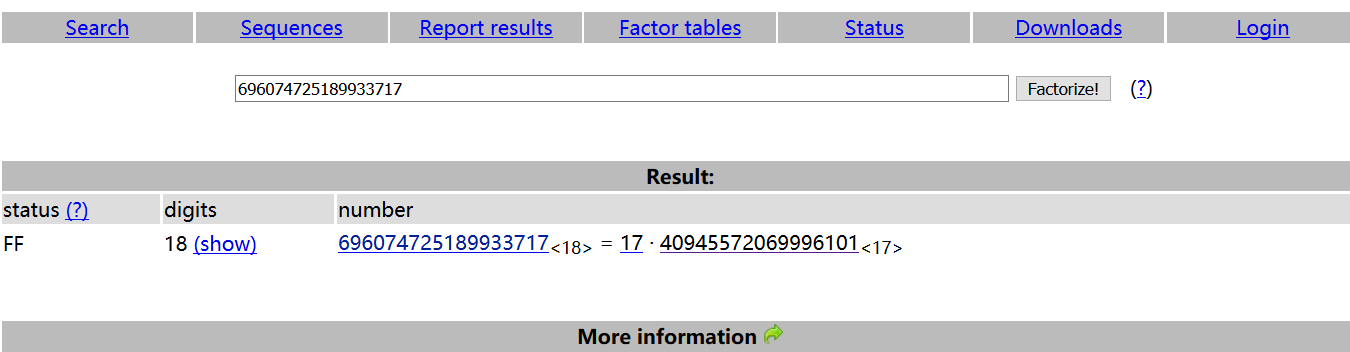 Search Sequences Report results Factor tables Status Downloads Login
696074725189933717 Factorize! (?)
Result:
status (?) digits number
FF 18 (show) 696074725189933717<18> = 17 · 40945572069996101<17>
More information